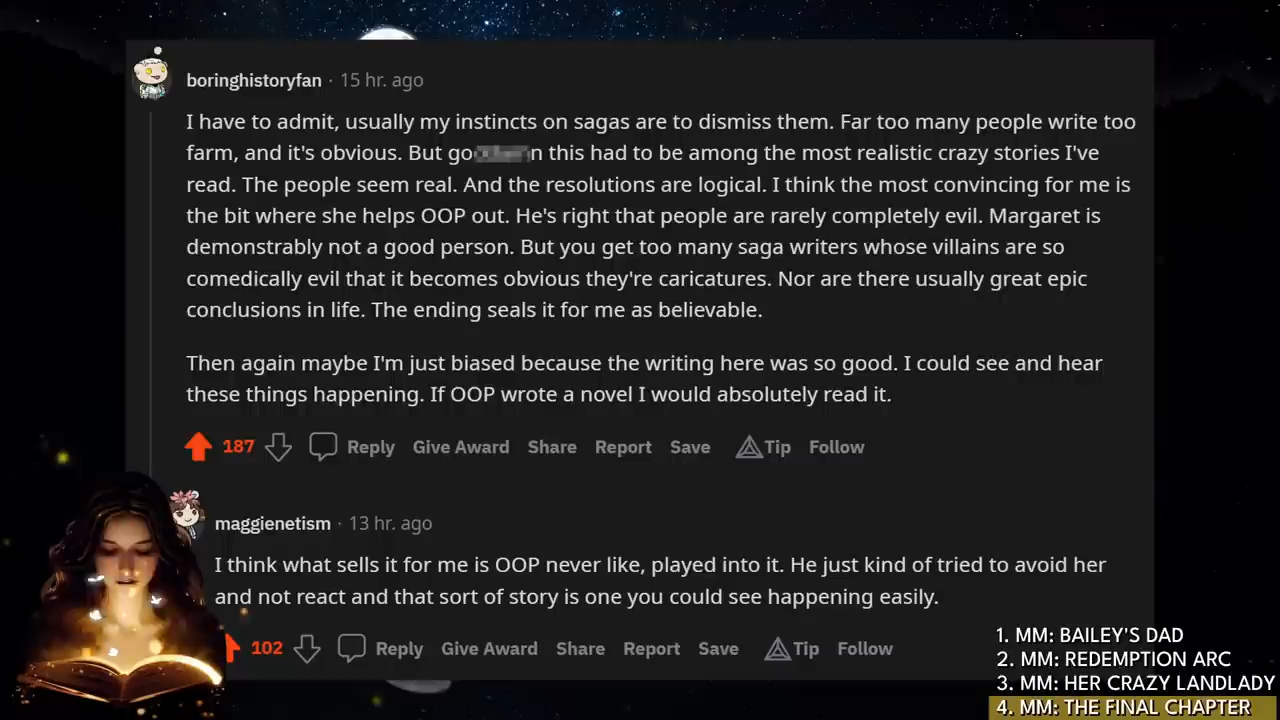 boringhistoryfan · 15 hr. ago
I have to admit, usually my instincts on sagas are to dismiss them. Far too many people write too
farm, and it's obvious. But go n this had to be among the most realistic crazy stories I've
read. The people seem real. And the resolutions are logical. I think the most convincing for me is
the bit where she helps OOP out. He's right that people are rarely completely evil. Margaret is
demonstrably not a good person. But you get too many saga writers whose villains are so
comedically evil that it becomes obvious they're caricatures. Nor are there usually great epic
conclusions in life. The ending seals it for me as believable.
Then again maybe I'm just biased because the writing here was so good. I could see and hear
these things happening. If OOP wrote a novel I would absolutely read it.
187 Reply Give Award Share Report Save Tip Follow
maggienetism · 13 hr. ago
I think what sells it for me is OOP never like, played into it. He just kind of tried to avoid her
and not react and that sort of story is one you could see happening easily.
102 Reply Give Award Share Report Save Tip Follow
1. MM: BAILEY'S DAD
2. MM: REDEMPTION ARC
3. MM: HER CRAZY LANDLADY
4. MM: THE FINAL CHAPTER